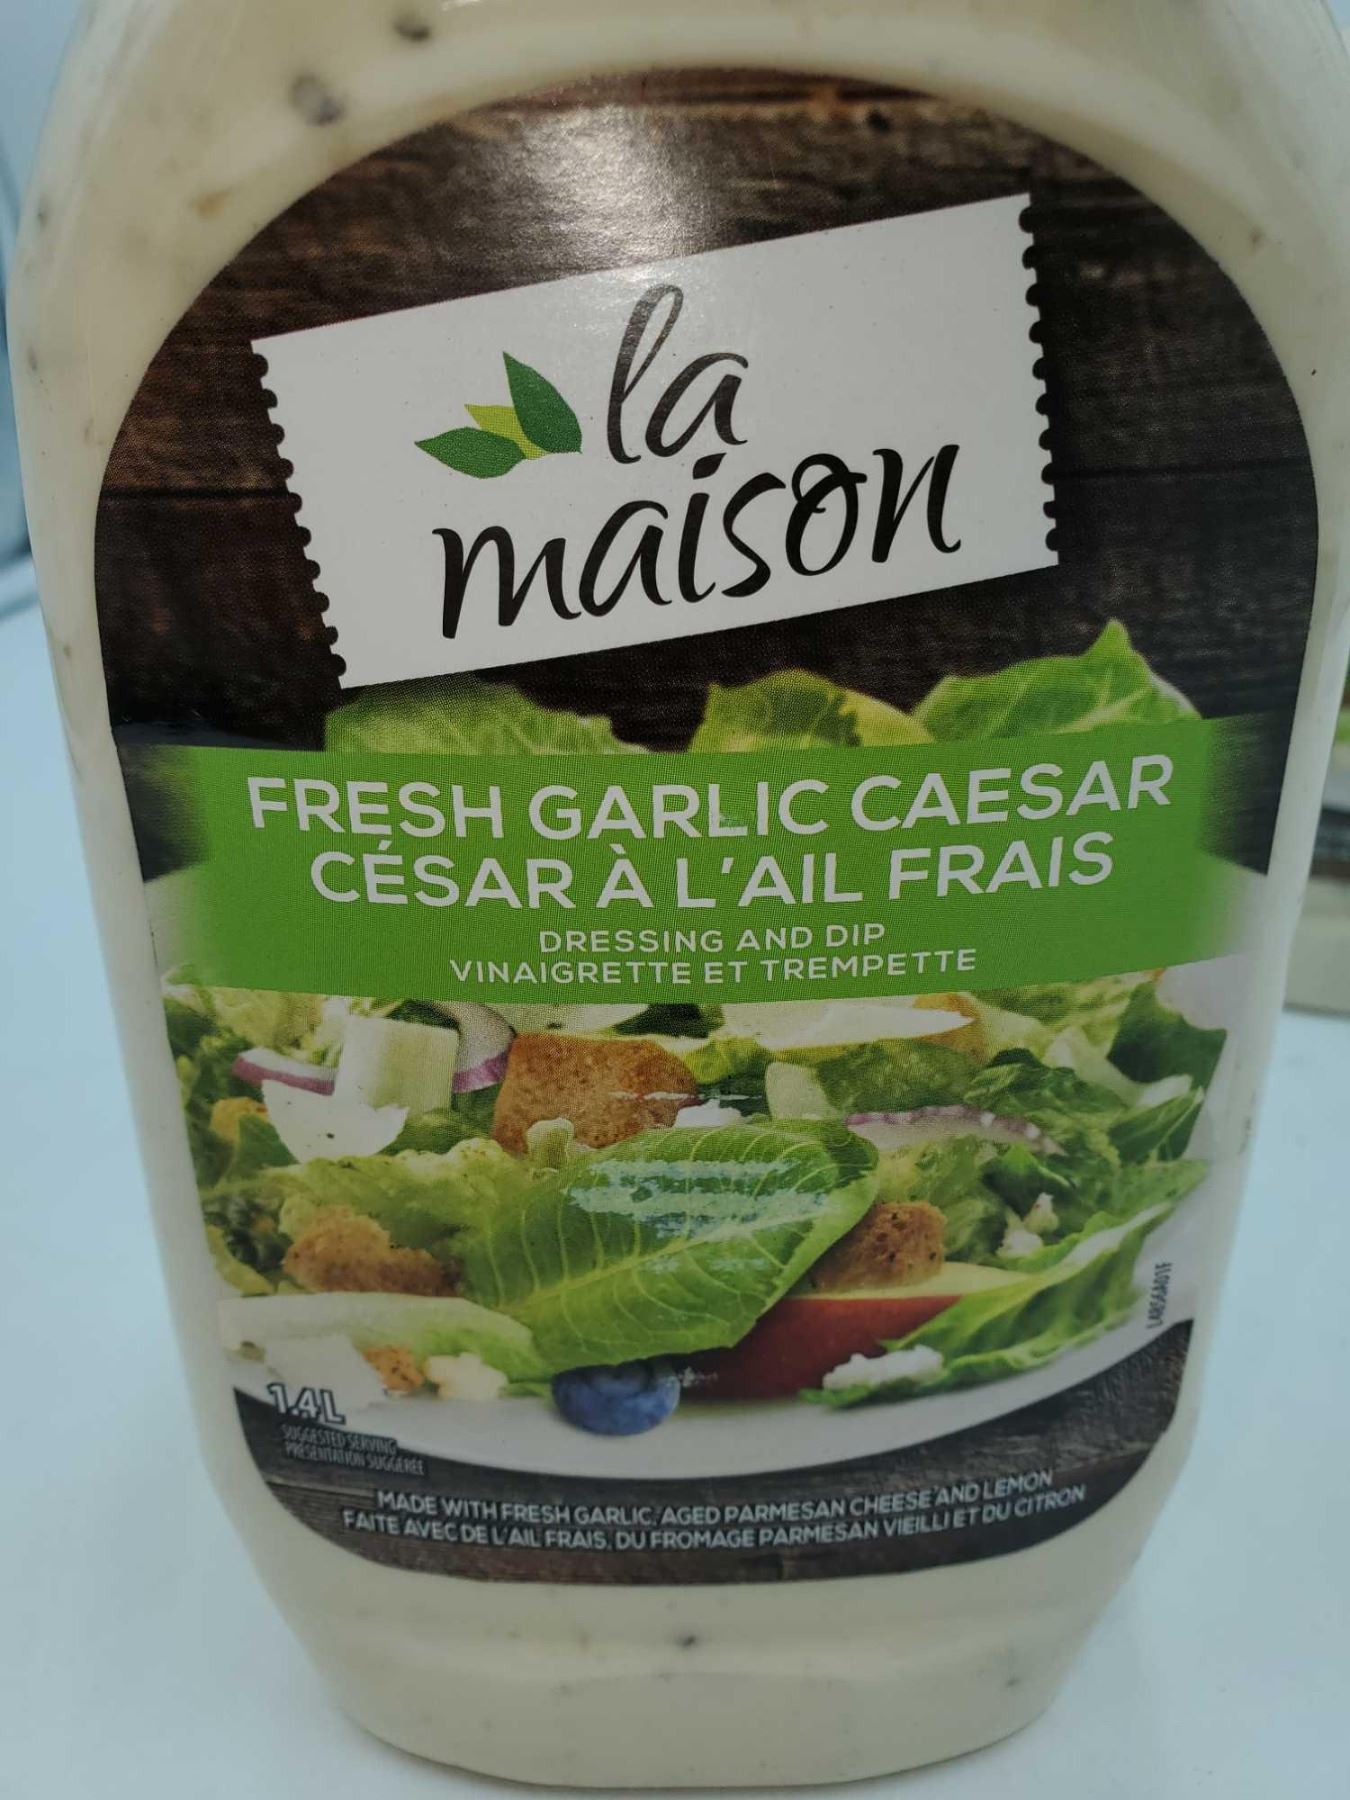 la
maison
FRESH GARLIC CAESAR
CÉSAR À L'AIL FRAIS
DRESSING AND DIP
VINAIGRETTE ET TREMPETTE
1.4L
SUGGESTED SERVING
PRÉSENTATION SUGGÉRÉE
MADE WITH FRESH GARLIC, AGED PARMESAN CHEESE AND LEMON
FAITE AVEC DE L'AIL FRAIS, DU FROMAGE PARMESAN VIEILLI ET DU CITRON